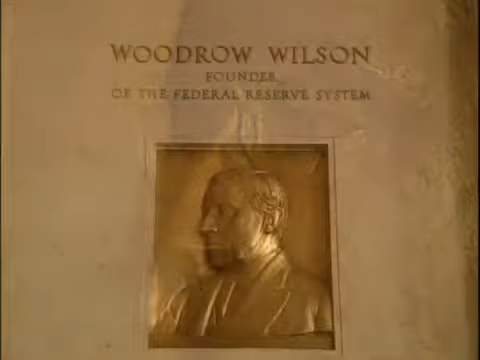 WOODROW WILSON
FOUNDER
OF THE FEDERAL RESERVE SYSTEM